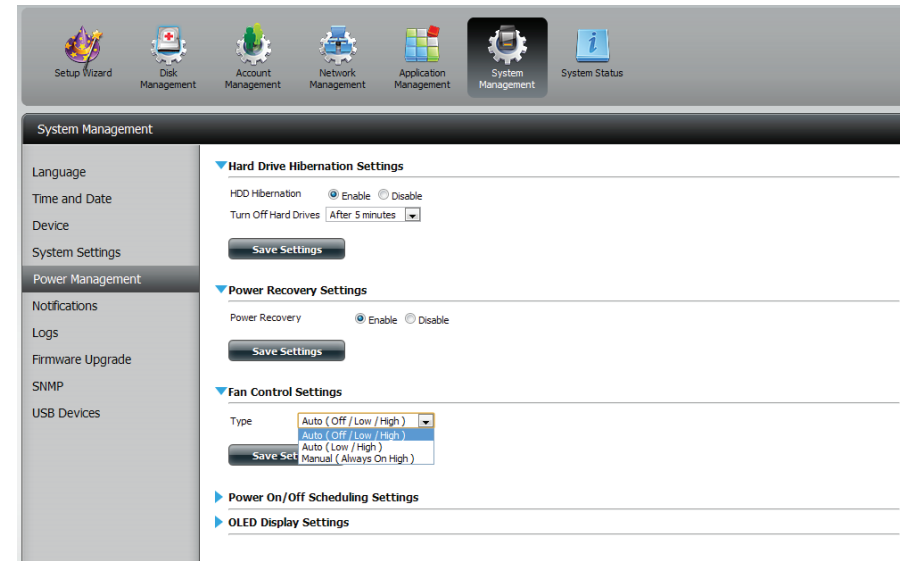 Setup Wizard
Disk
Management
Account
Management
Network
Management
Application
Management
System
Management
System Status
System Management
Language
Time and Date
Device
System Settings
Power Management
Notifications
Logs
Firmware Upgrade
SNMP
USB Devices
Hard Drive Hibernation Settings
HDD Hibernation Enable Disable
Turn Off Hard Drives After 5 minutes
Save Settings
Power Recovery Settings
Power Recovery Enable Disable
Save Settings
Fan Control Settings
Type Auto ( Off / Low / High )
Auto ( Off / Low / High )
Auto ( Low / High )
Save Set Manual ( Always On High )
Power On/Off Scheduling Settings
OLED Display Settings